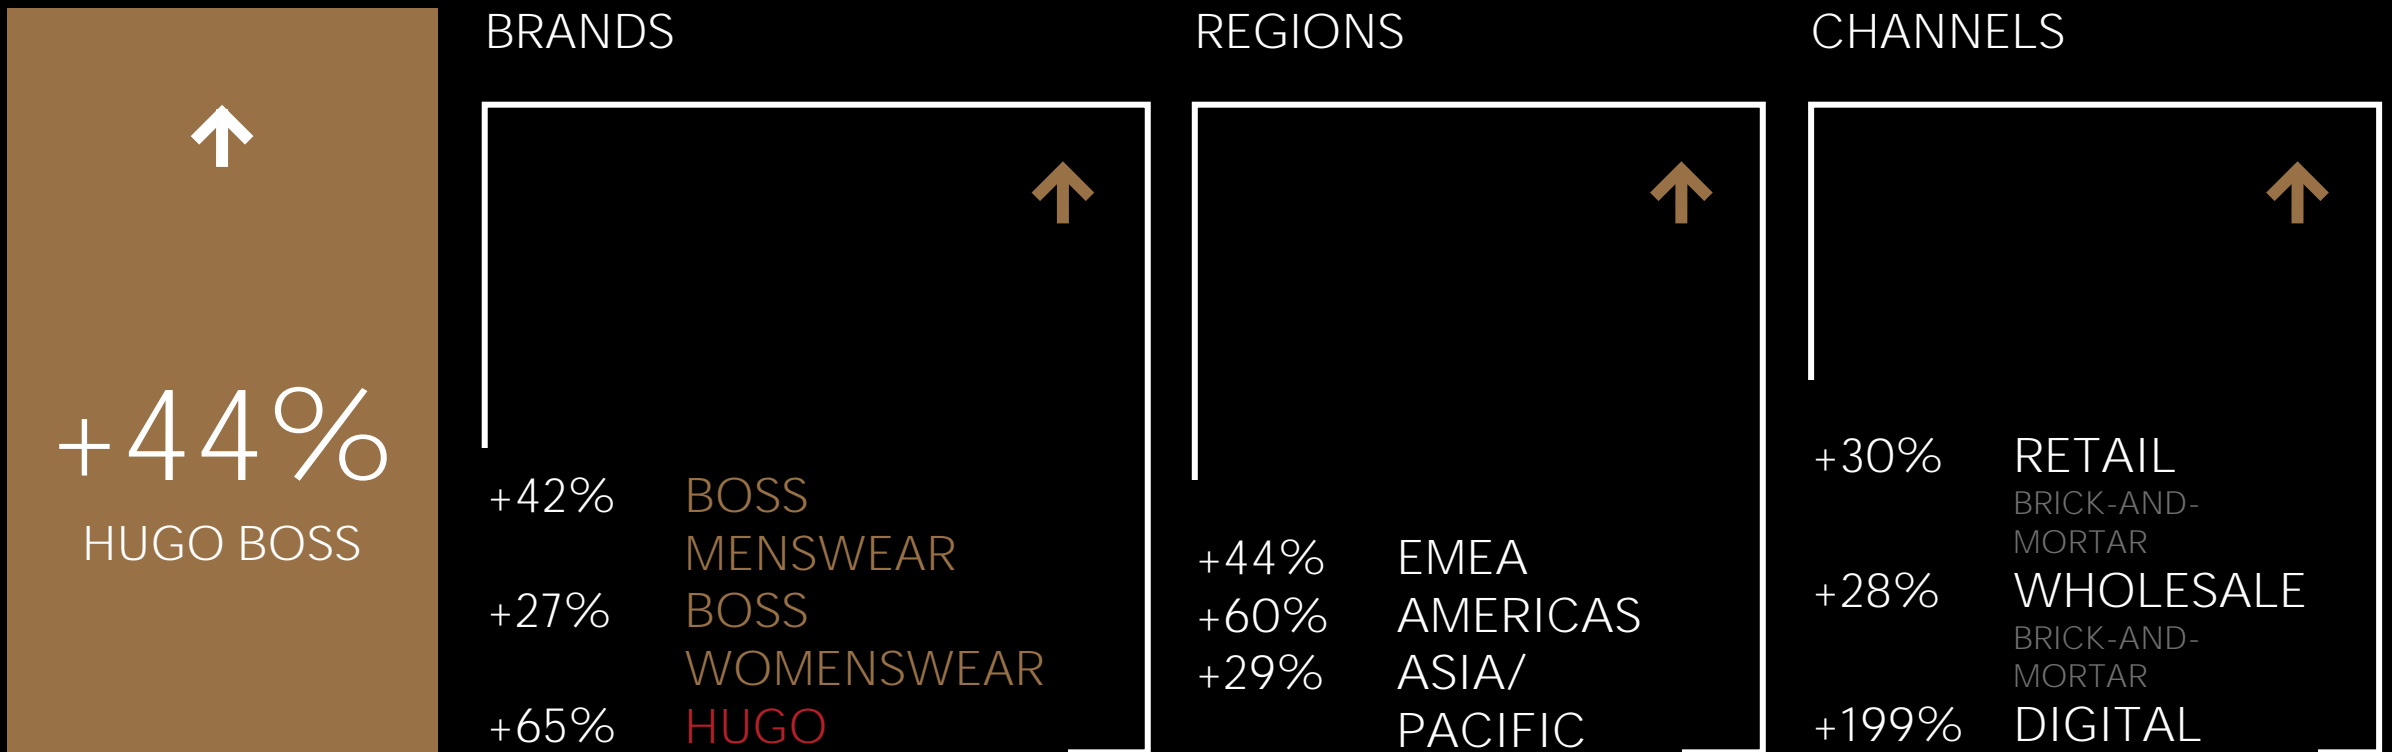 +44%
HUGO BOSS
BRANDS
+42% BOSS
MENSWEAR
+27% BOSS
WOMENSWEAR
+65% HUGO
REGIONS
+44% EMEA
+60% AMERICAS
+29% ASIA/
PACIFIC
CHANNELS
+30% RETAIL
BRICK-AND-
MORTAR
+28% WHOLESALE
BRICK-AND-
MORTAR
+199% DIGITAL